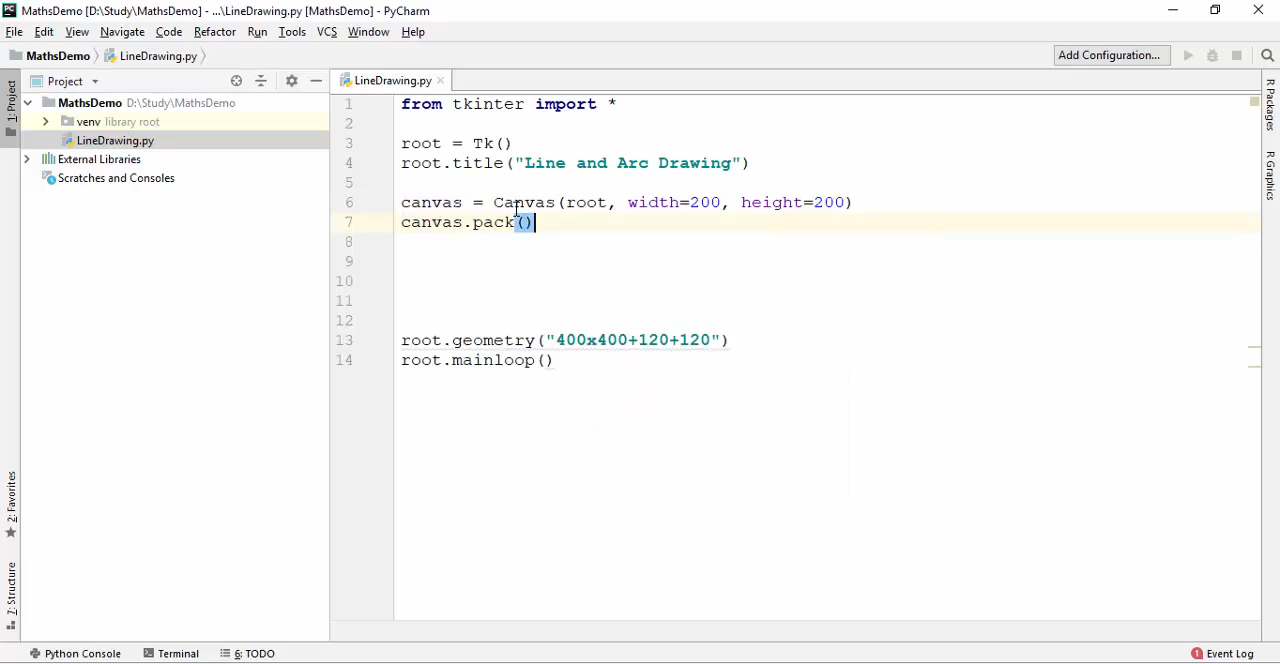 PC MathsDemo [D:\Study\MathsDemo] - ...\LineDrawing.py [MathsDemo] - PyCharm
File Edit View Navigate Code Refactor Run Tools VCS Window Help
MathsDemo LineDrawing.py Add Configuration...
1: Project
Project
MathsDemo D:\Study\MathsDemo
venv library root
LineDrawing.py
External Libraries
Scratches and Consoles
2: Favorites
7: Structure
LineDrawing.py
1 from tkinter import *
2
3 root = Tk()
4 root.title("Line and Arc Drawing")
5
6 canvas = Canvas(root, width=200, height=200)
7 canvas.pack()
8
9
10
11
12
13 root.geometry("400x400+120+120")
14 root.mainloop()
R Packages
R Graphics
Python Console Terminal 6: TODO 1 Event Log